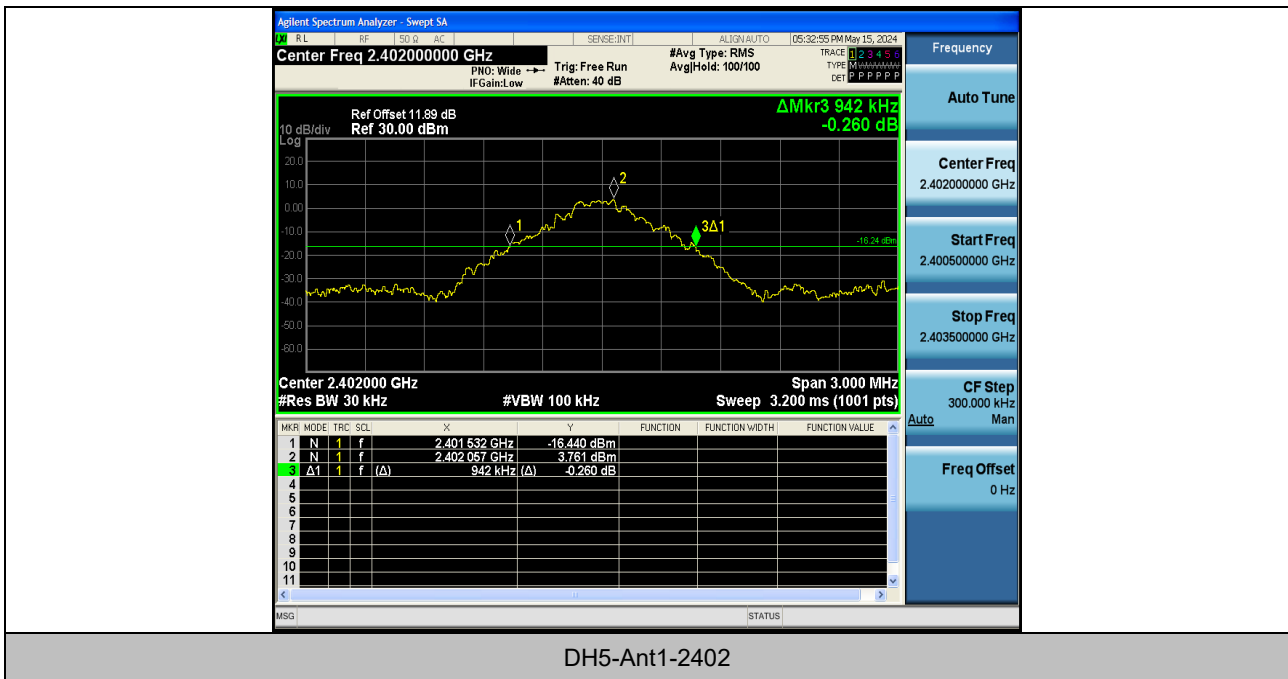 Agilent Spectrum Analyzer - Swept SA
LXI RL RF 50 Ω AC SENSE:INT ALIGN AUTO 05:32:55 PM May 15, 2024
Center Freq 2.402000000 GHz
PNO: Wide
IFGain:Low
Trig: Free Run
#Atten: 40 dB
#Avg Type: RMS
Avg|Hold: 100/100
TRACE 1 2 3 4 5 6
TYPE M
DET P P P P P P
Ref Offset 11.89 dB
10 dB/div Ref 30.00 dBm
Log
ΔMkr3 942 kHz
-0.260 dB
20.0
10.0
0.00
-10.0
-20.0
-30.0
-40.0
-50.0
-60.0
1
2
3Δ1
-16.24 dBm
Center 2.402000 GHz Span 3.000 MHz
#Res BW 30 kHz #VBW 100 kHz Sweep 3.200 ms (1001 pts)
MKR MODE TRC SCL X Y FUNCTION FUNCTION WIDTH FUNCTION VALUE
1 N 1 f 2.401 532 GHz -16.440 dBm
2 N 1 f 2.402 057 GHz 3.761 dBm
3 Δ1 1 f (Δ) 942 kHz (Δ) -0.260 dB
4
5
6
7
8
9
10
11
MSG STATUS
Frequency
Auto Tune
Center Freq
2.402000000 GHz
Start Freq
2.400500000 GHz
Stop Freq
2.403500000 GHz
CF Step
300.000 kHz
Auto Man
Freq Offset
0 Hz
DH5-Ant1-2402